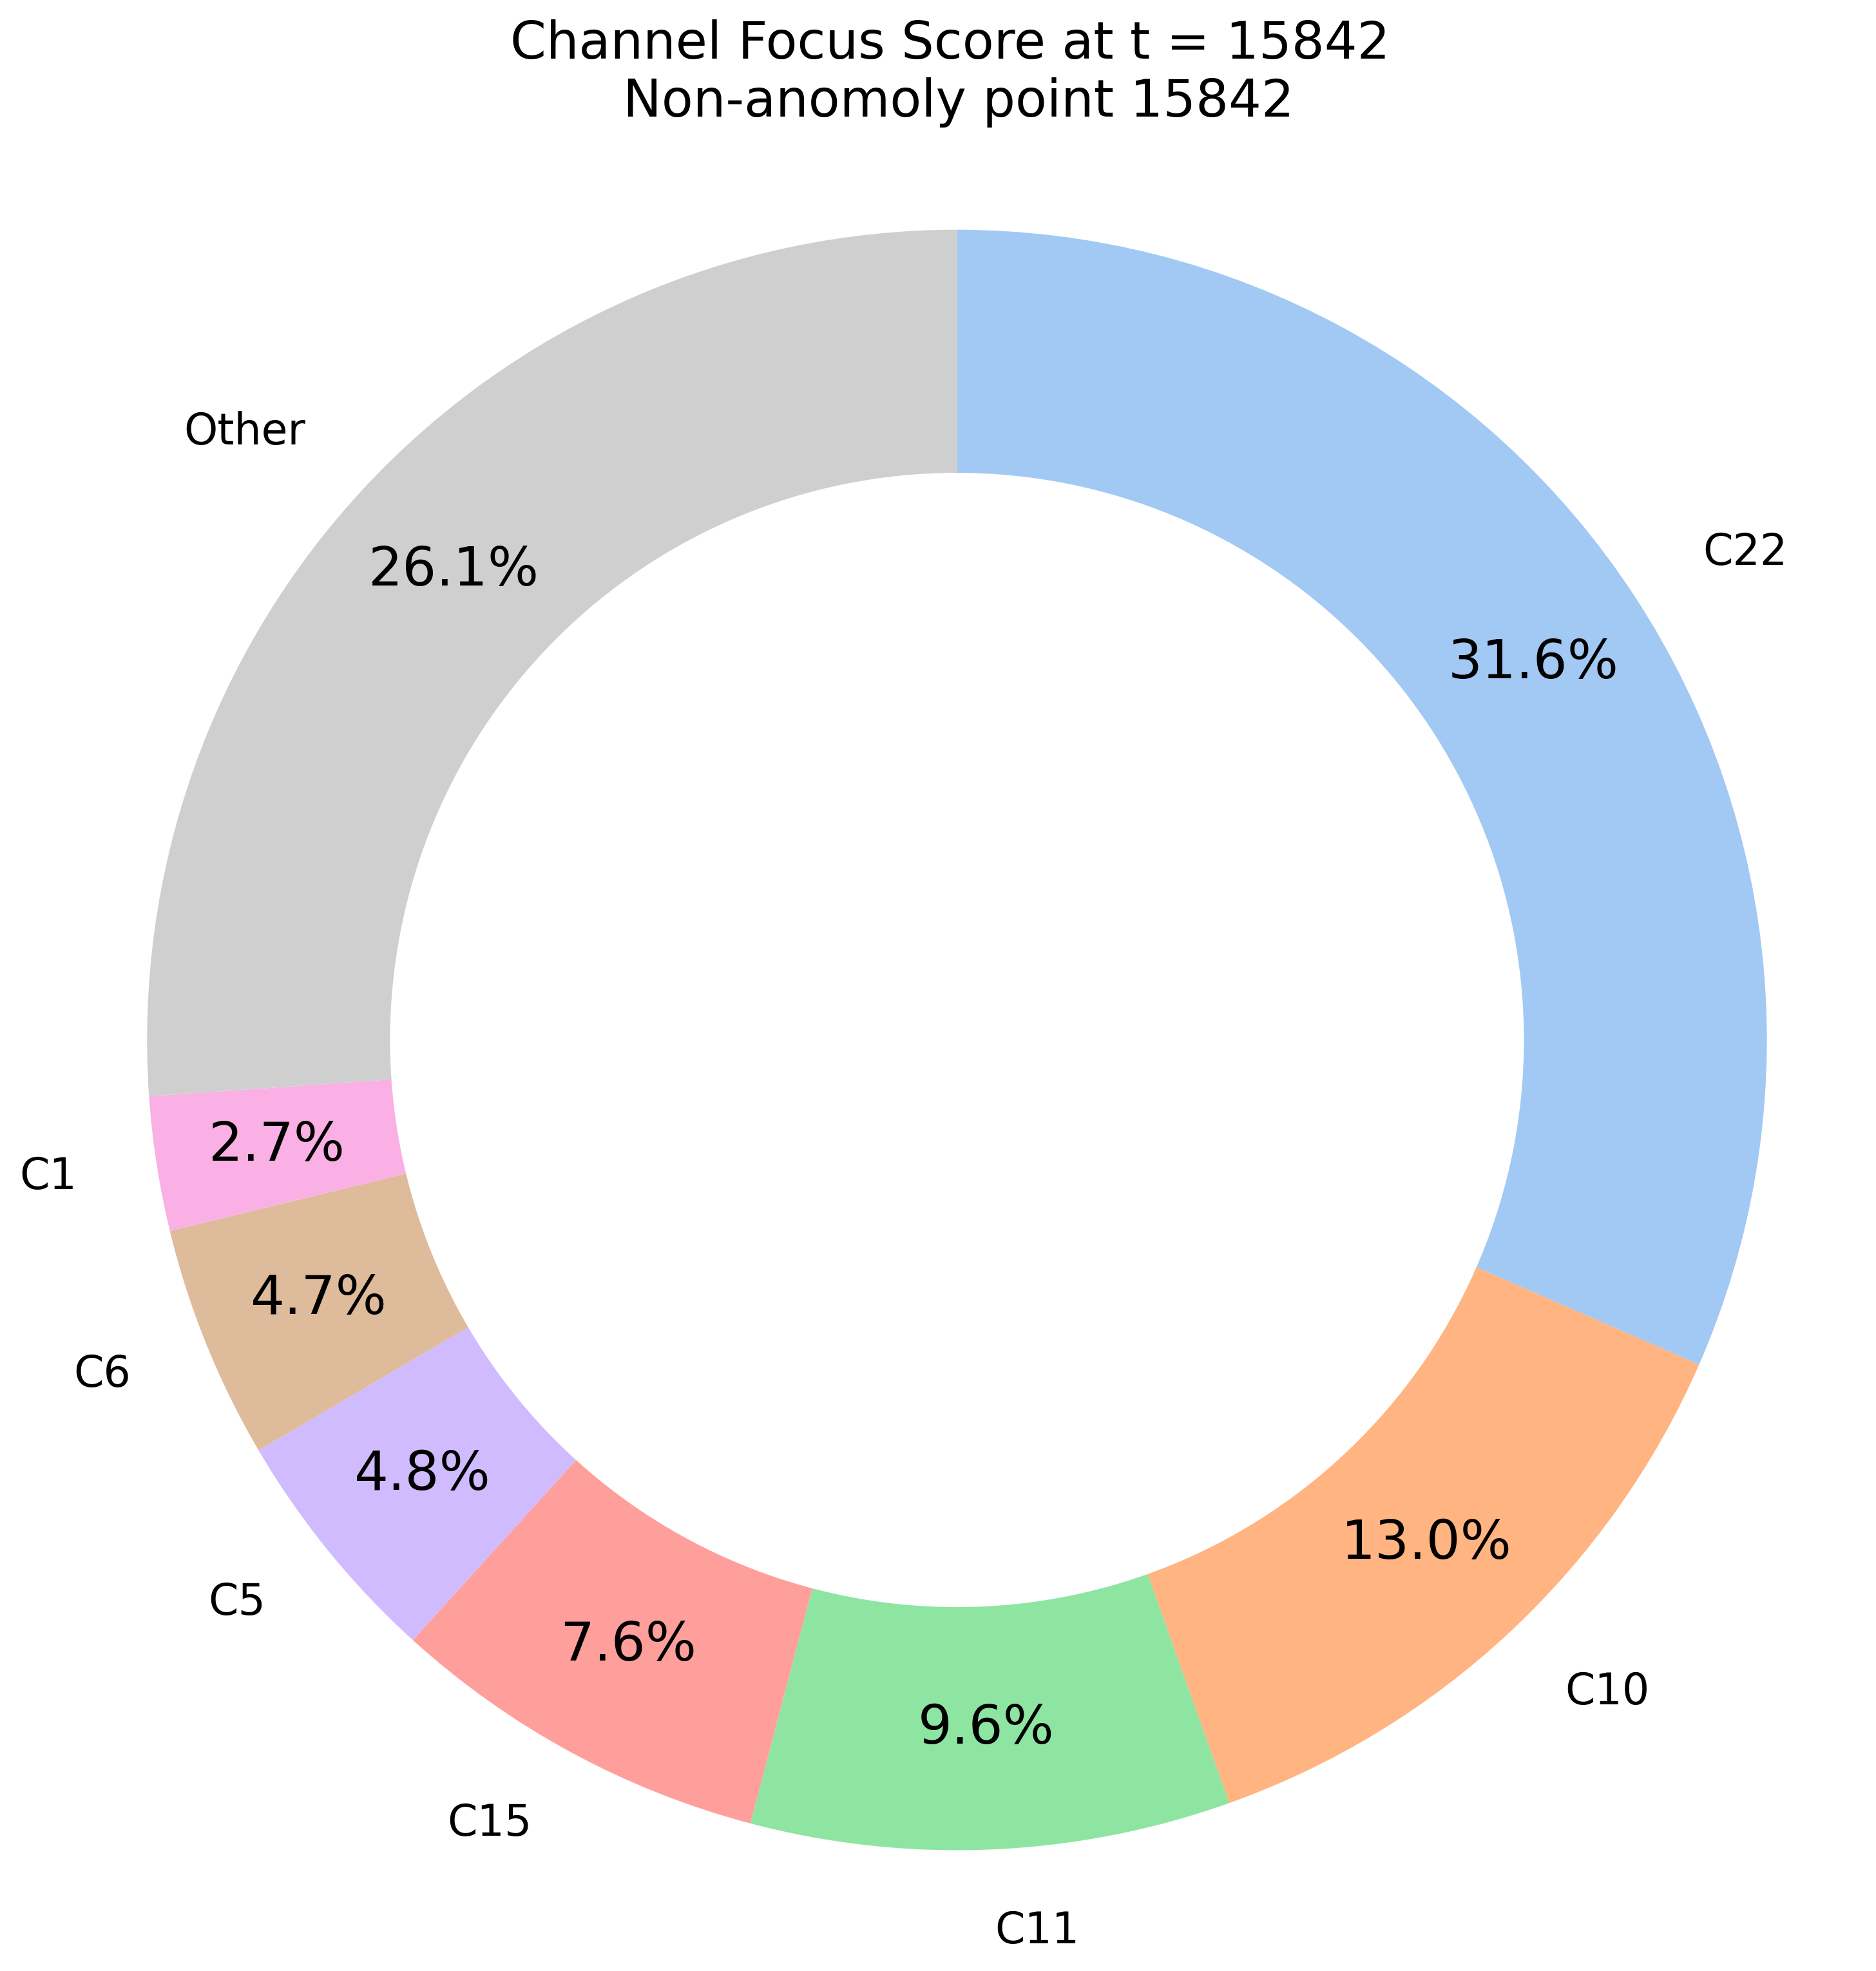 Channel Focus Score at t = 15842
Non-anomoly point 15842
Other
26.1%
C22
31.6%
C1
2.7%
C6
4.7%
C5
4.8%
C15
7.6%
C11
9.6%
C10
13.0%